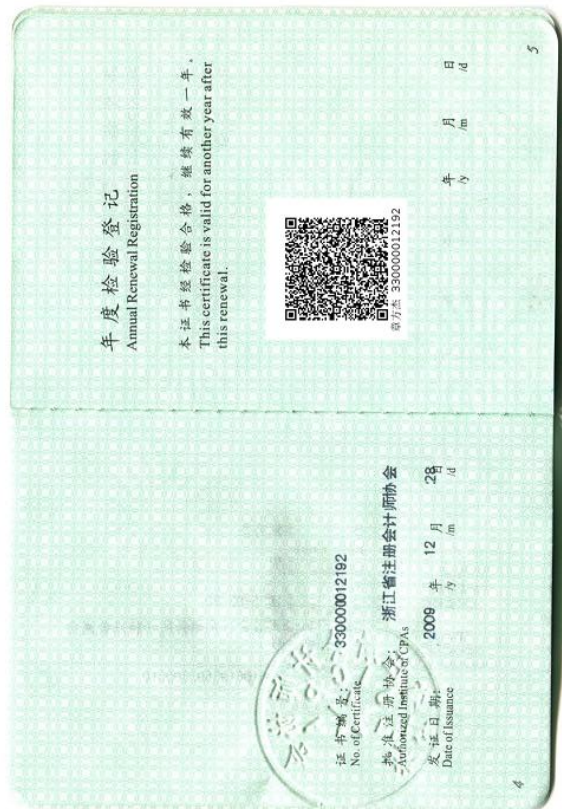 证书编号: 330000012192
No. of Certificate
批准注册协会: 浙江省注册会计师协会
Authorized Institute of CPAs
发证日期: 2009 年 12 月 28 日
Date of Issuance /y /m /d
4
年度检验登记
Annual Renewal Registration
本证书经检验合格,继续有效一年。
This certificate is valid for another year after
this renewal.
章方杰 330000012192
年 月 日
/y /m /d
5